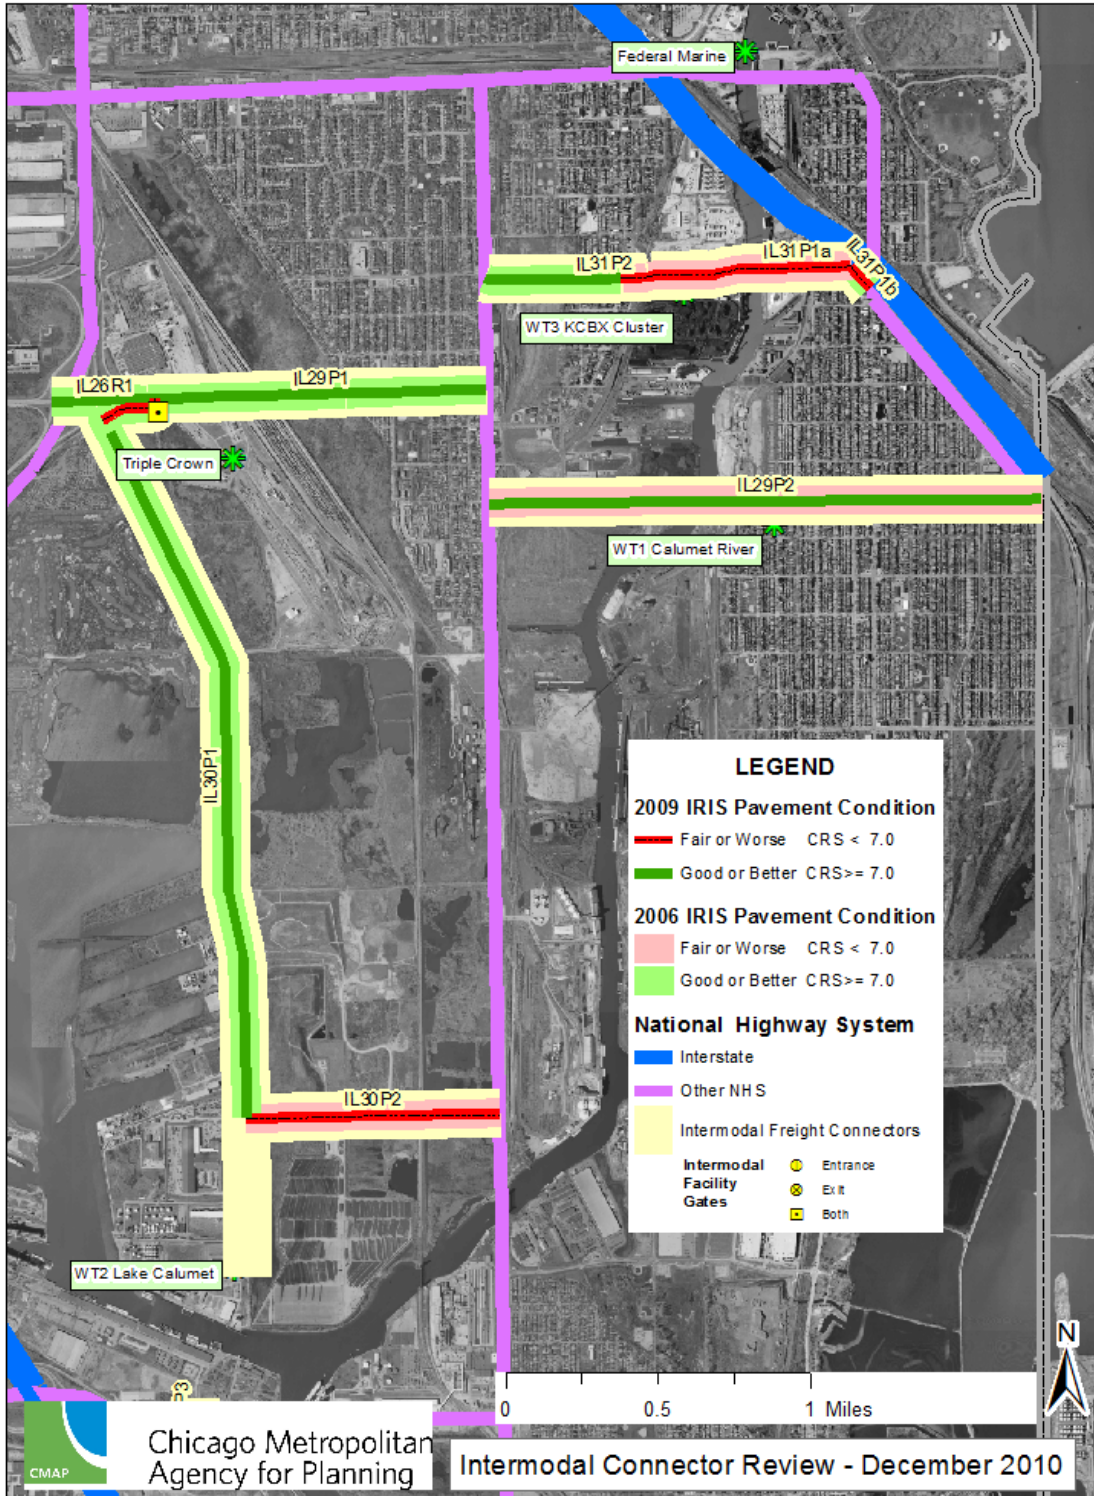 Federal Marine
IL31P2
IL31P1a
IL31P1b
WT3 KCBX Cluster
IL26R1
IL29P1
Triple Crown
IL29P2
WT1 Calumet River
IL30P1
LEGEND
2009 IRIS Pavement Condition
Fair or Worse CRS < 7.0
Good or Better CRS>= 7.0
2006 IRIS Pavement Condition
Fair or Worse CRS < 7.0
Good or Better CRS>= 7.0
National Highway System
Interstate
Other NHS
Intermodal Freight Connectors
Intermodal
Facility
Gates
Entrance
Exit
Both
IL30P2
WT2 Lake Calumet
N
0 0.5 1 Miles
CMAP
Chicago Metropolitan
Agency for Planning
Intermodal Connector Review - December 2010